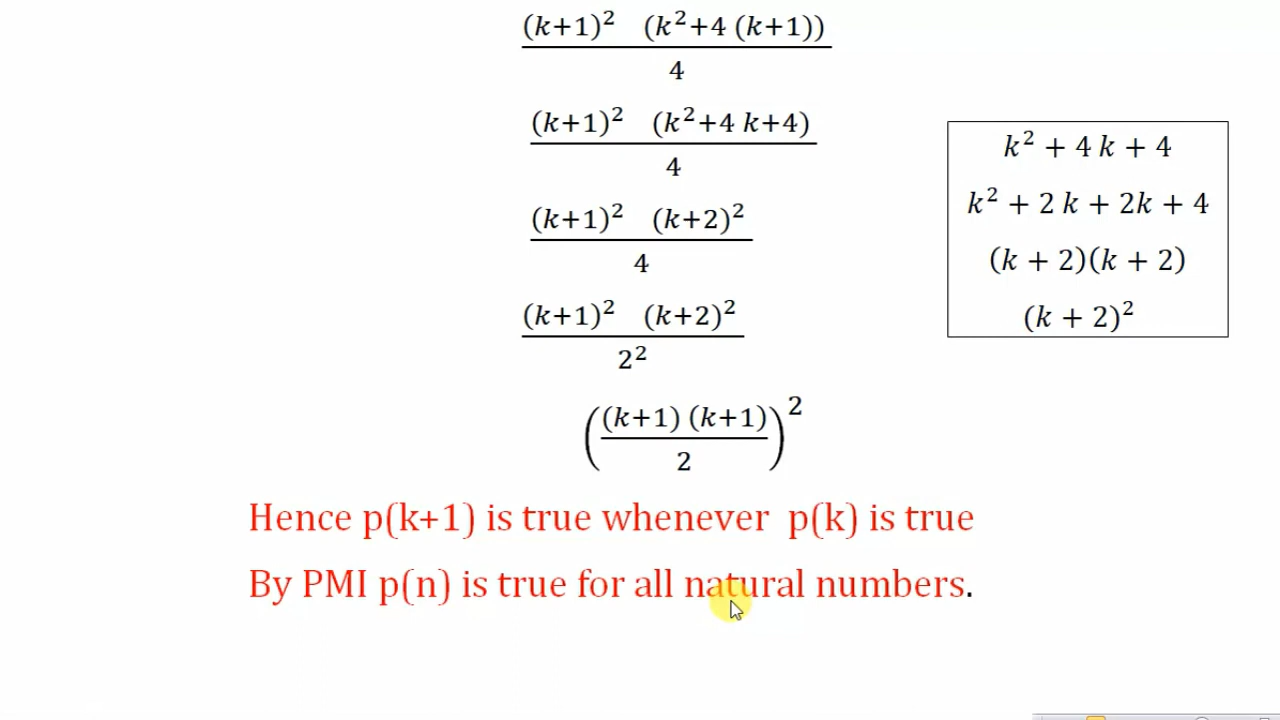 (k+1)² (k²+4 (k+1))
4
(k+1)² (k²+4 k+4)
4
(k+1)² (k+2)²
4
(k+1)² (k+2)²
2²
((k+1) (k+1)
2
)²
k² + 4 k + 4
k² + 2 k + 2k + 4
(k + 2)(k + 2)
(k + 2)²
Hence p(k+1) is true whenever p(k) is true
By PMI p(n) is true for all natural numbers.